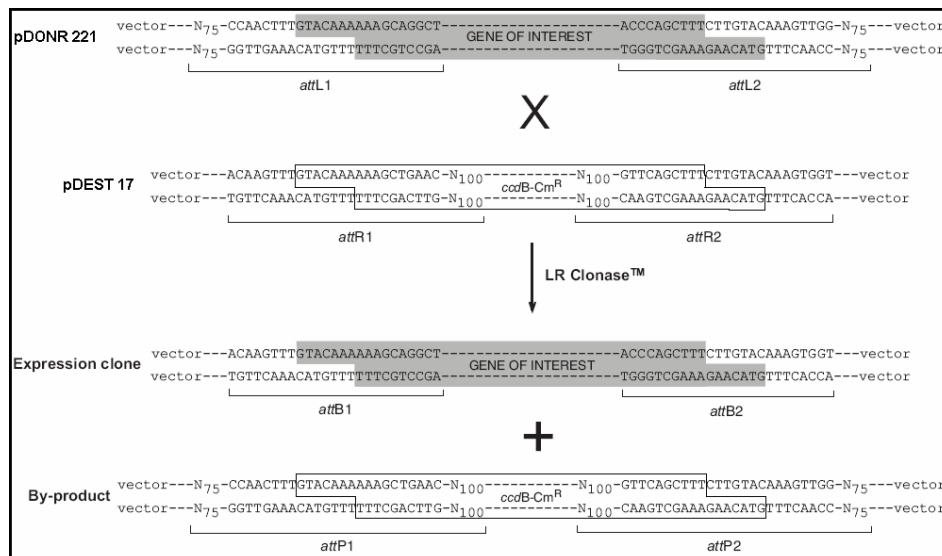 vector---N75-CCAACTTTGTACAAAAAAGCAGGCT--------------------------ACCCAGCTTTCTTGTACAAAGTTGG-N75---vector
pDONR 221
GENE OF INTEREST
vector---N75-GGTTGAAACATGTTTTTTCGTCCGA--------------------------TGGGTCGAAAGAACATGTTTCAACC-N75---vector
attL1 attL2
X
pDEST 17
vector---ACAAGTTTGTACAAAAAAGCTGAAC-N100------------N100-GTTCAGCTTTCTTGTACAAAGTGGT---vector
ccdB-CmR
vector---TGTTCAAACATGTTTTTTCGACTTG-N100------------N100-CAAGTCGAAAGAACATGTTTCACCA---vector
attR1 attR2
LR Clonase™
Expression clone
vector---ACAAGTTTGTACAAAAAAGCAGGCT--------------------------ACCCAGCTTTCTTGTACAAAGTGGT---vector
GENE OF INTEREST
vector---TGTTCAAACATGTTTTTTCGTCCGA--------------------------TGGGTCGAAAGAACATGTTTCACCA---vector
attB1 attB2
+
vector---N75-CCAACTTTGTACAAAAAAGCTGAAC-N100------------N100-GTTCAGCTTTCTTGTACAAAGTTGG-N75---vector
By-product
ccdB-CmR
vector---N75-GGTTGAAACATGTTTTTTCGACTTG-N100------------N100-CAAGTCGAAAGAACATGTTTCAACC-N75---vector
attP1 attP2